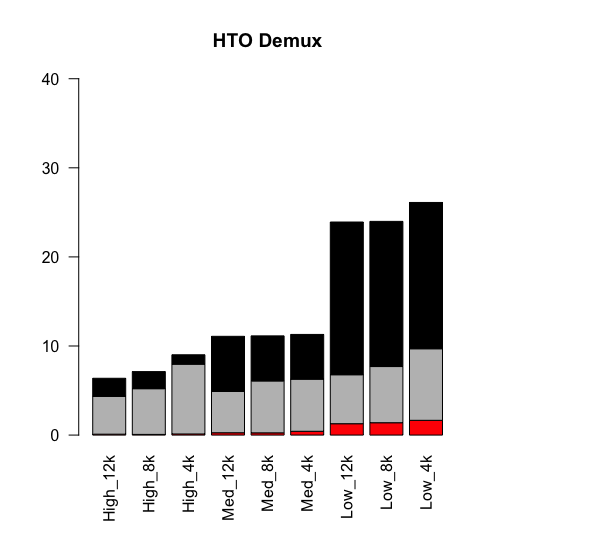 HTO Demux
40
30
20
10
0
High_12k
High_8k
High_4k
Med_12k
Med_8k
Med_4k
Low_12k
Low_8k
Low_4k